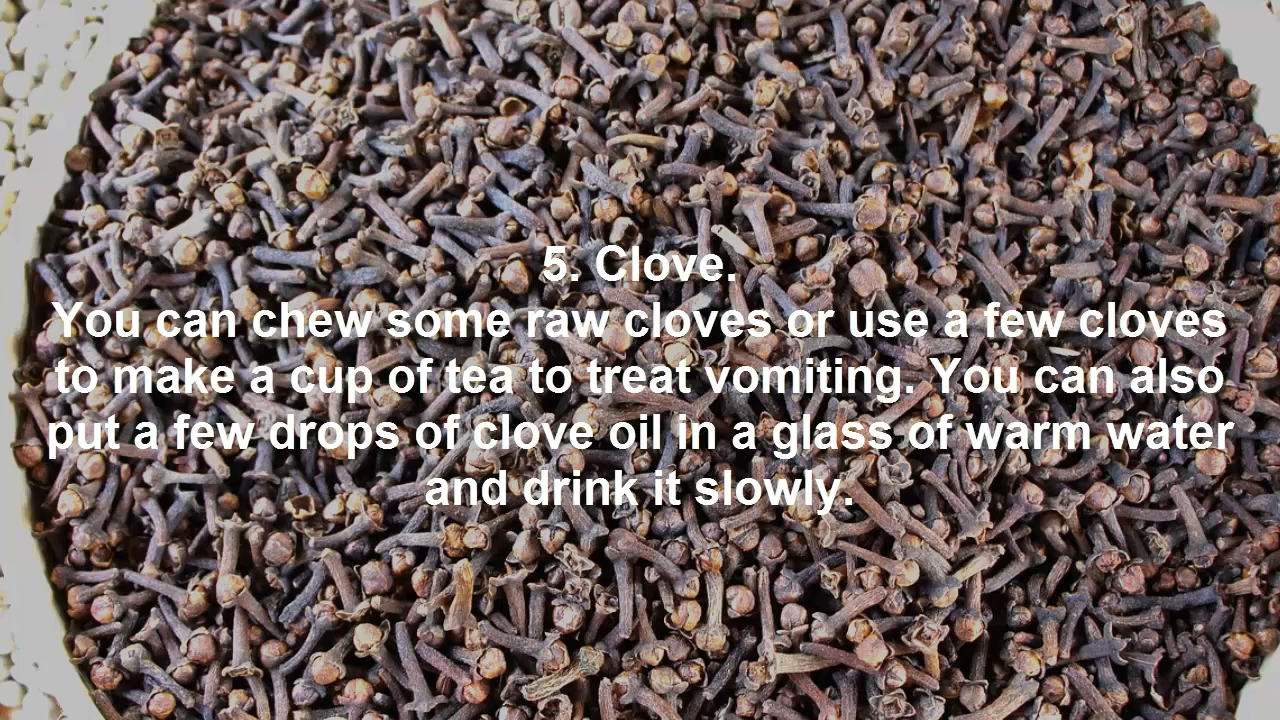 5. Clove.
You can chew some raw cloves or use a few cloves
to make a cup of tea to treat vomiting. You can also
put a few drops of clove oil in a glass of warm water
and drink it slowly.